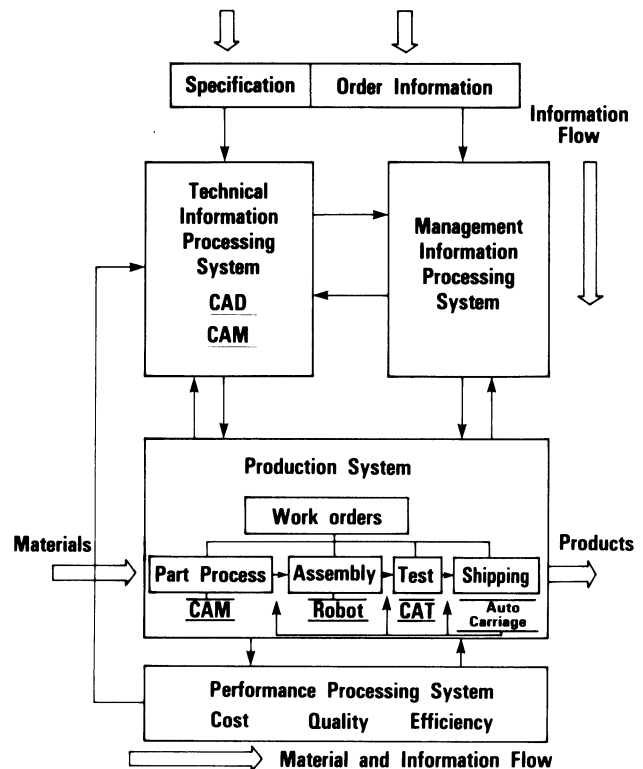 Specification Order Information
Information
Flow
Technical
Information
Processing
System
CAD
CAM
Management
Information
Processing
System
Production System
Work orders
Materials
Products
Part Process Assembly Test Shipping
CAM Robot CAT Auto
Carriage
Performance Processing System
Cost Quality Efficiency
Material and Information Flow